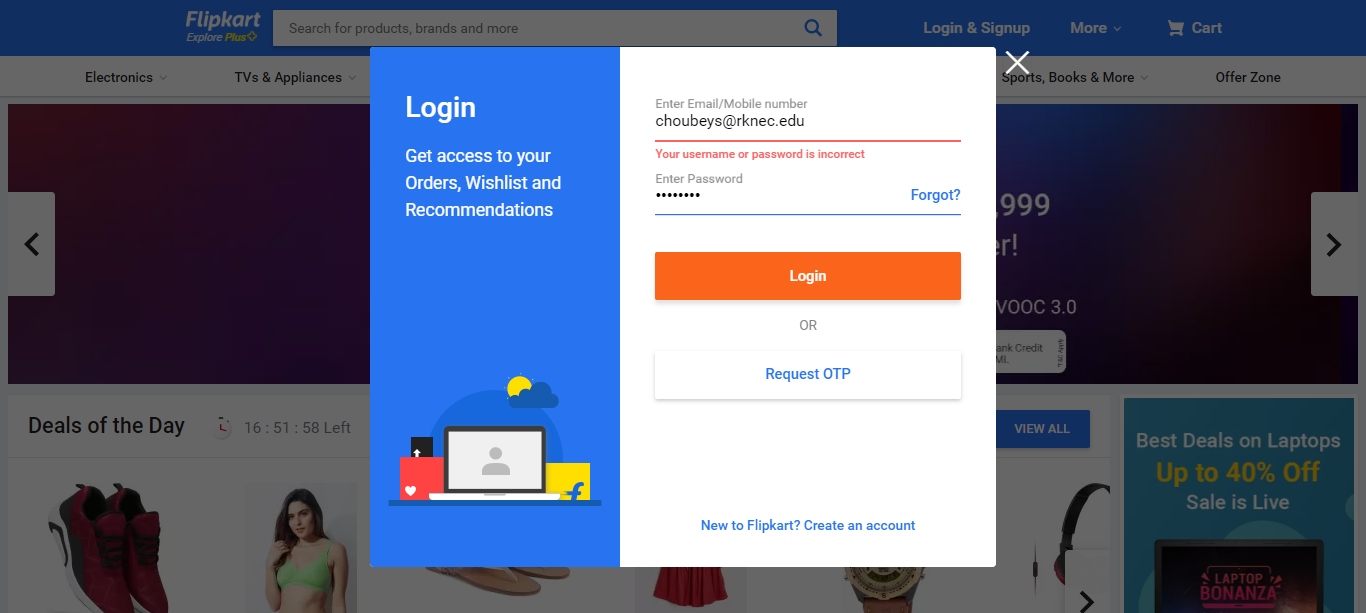 Flipkart
Explore Plus
Search for products, brands and more
Login & Signup
More
Cart
Electronics
TVs & Appliances
Sports, Books & More
Offer Zone
Login
Get access to your
Orders, Wishlist and
Recommendations
Enter Email/Mobile number
choubeys@rknec.edu
Your username or password is incorrect
Enter Password
••••••••
Forgot?
Login
OR
Request OTP
New to Flipkart? Create an account
,999
er!
VOOC 3.0
ank Credit
MI.
T&C Apply
Deals of the Day
16 : 51 : 58 Left
VIEW ALL
Best Deals on Laptops
Up to 40% Off
Sale is Live
LAPTOP
BONANZA